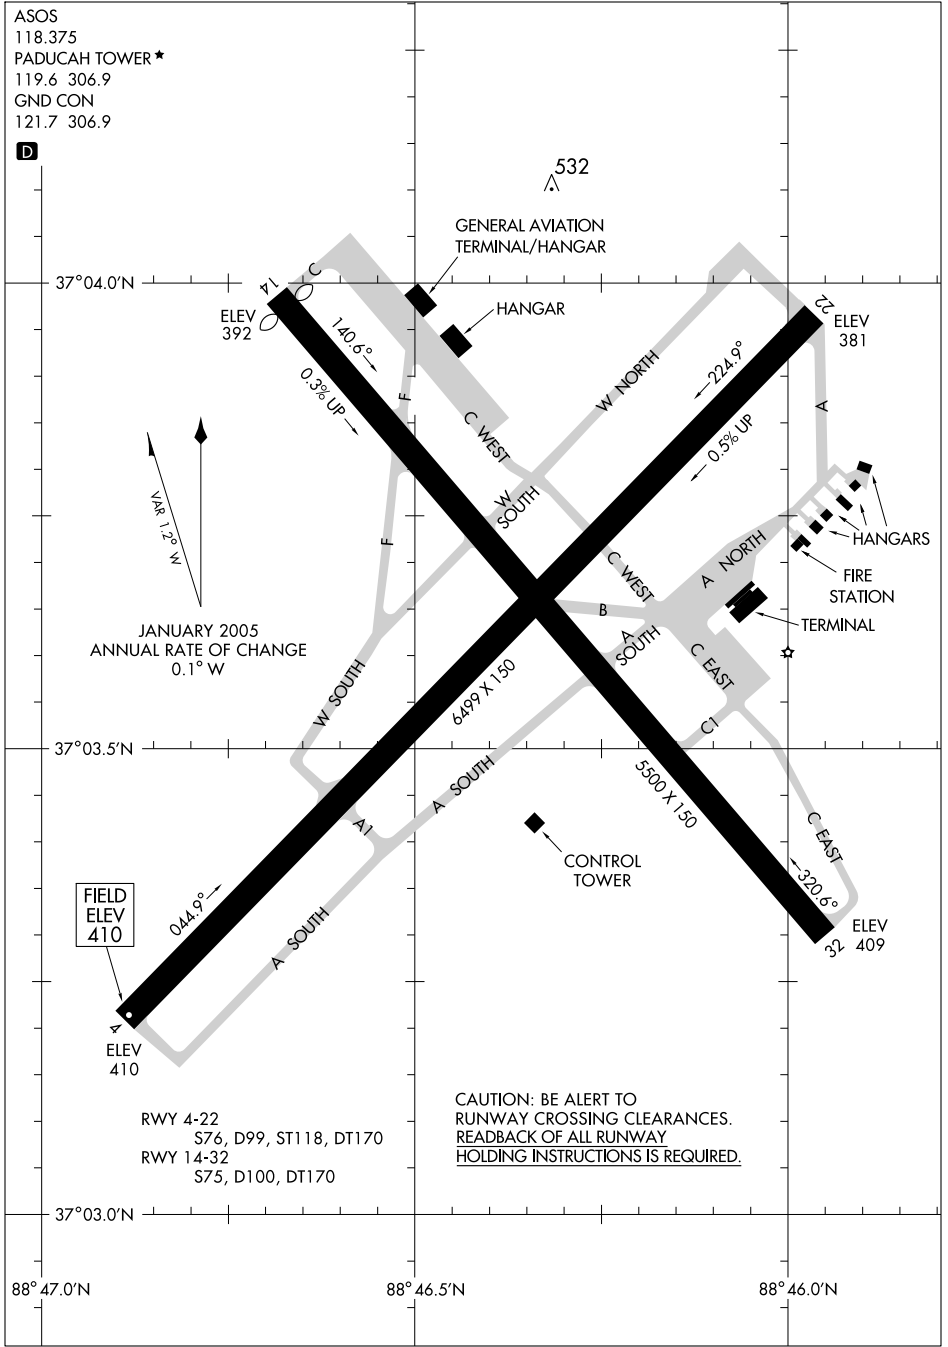 ASOS
118.375
PADUCAH TOWER★
119.6 306.9
GND CON
121.7 306.9
D
532
GENERAL AVIATION
TERMINAL/HANGAR
HANGAR
37°04.0'N
14
C
ELEV
392
140.6°
0.3% UP
F
C WEST
W NORTH
22
ELEV
381
224.9°
0.5% UP
A
VAR 1.2° W
JANUARY 2005
ANNUAL RATE OF CHANGE
0.1° W
F
W
SOUTH
C WEST
B
A
SOUTH
A NORTH
HANGARS
FIRE
STATION
TERMINAL
C EAST
C1
W SOUTH
6499 X 150
37°03.5'N
A SOUTH
A1
5500 X 150
CONTROL
TOWER
C EAST
320.6°
32
ELEV
409
FIELD
ELEV
410
044.9°
A SOUTH
4
ELEV
410
RWY 4-22
S76, D99, ST118, DT170
RWY 14-32
S75, D100, DT170
CAUTION: BE ALERT TO
RUNWAY CROSSING CLEARANCES.
READBACK OF ALL RUNWAY
HOLDING INSTRUCTIONS IS REQUIRED.
37°03.0'N
88°47.0'N
88°46.5'N
88°46.0'N